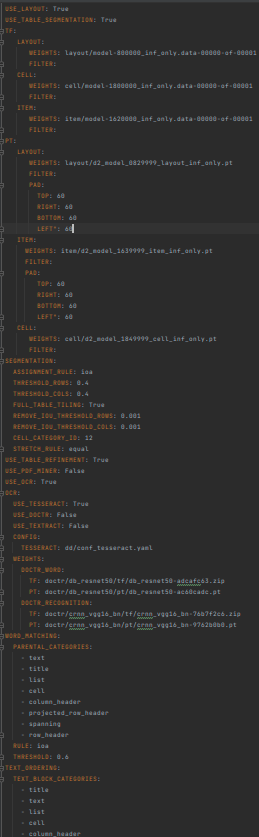 USE_LAYOUT: True
USE_TABLE_SEGMENTATION: True
TF:
LAYOUT:
WEIGHTS: layout/model-800000_inf_only.data-00000-of-00001
FILTER:
CELL:
WEIGHTS: cell/model-1800000_inf_only.data-00000-of-00001
FILTER:
ITEM:
WEIGHTS: item/model-1620000_inf_only.data-00000-of-00001
FILTER:
PT:
LAYOUT:
WEIGHTS: layout/d2_model_0829999_layout_inf_only.pt
FILTER:
PAD:
TOP: 60
RIGHT: 60
BOTTOM: 60
LEFT": 60
ITEM:
WEIGHTS: item/d2_model_1639999_item_inf_only.pt
FILTER:
PAD:
TOP: 60
RIGHT: 60
BOTTOM: 60
LEFT": 60
CELL:
WEIGHTS: cell/d2_model_1849999_cell_inf_only.pt
FILTER:
SEGMENTATION:
ASSIGNMENT_RULE: ioa
THRESHOLD_ROWS: 0.4
THRESHOLD_COLS: 0.4
FULL_TABLE_TILING: True
REMOVE_IOU_THRESHOLD_ROWS: 0.001
REMOVE_IOU_THRESHOLD_COLS: 0.001
CELL_CATEGORY_ID: 12
STRETCH_RULE: equal
USE_TABLE_REFINEMENT: True
USE_PDF_MINER: False
USE_OCR: True
OCR:
USE_TESSERACT: True
USE_DOCTR: False
USE_TEXTRACT: False
CONFIG:
TESSERACT: dd/conf_tesseract.yaml
WEIGHTS:
DOCTR_WORD:
TF: doctr/db_resnet50/tf/db_resnet50-adcafc63.zip
PT: doctr/db_resnet50/pt/db_resnet50-ac60cadc.pt
DOCTR_RECOGNITION:
TF: doctr/crnn_vgg16_bn/tf/crnn_vgg16_bn-76b7f2c6.zip
PT: doctr/crnn_vgg16_bn/pt/crnn_vgg16_bn-9762b0b0.pt
WORD_MATCHING:
PARENTAL_CATEGORIES:
- text
- title
- list
- cell
- column_header
- projected_row_header
- spanning
- row_header
RULE: ioa
THRESHOLD: 0.6
TEXT_ORDERING:
TEXT_BLOCK_CATEGORIES:
- title
- text
- list
- cell
- column_header